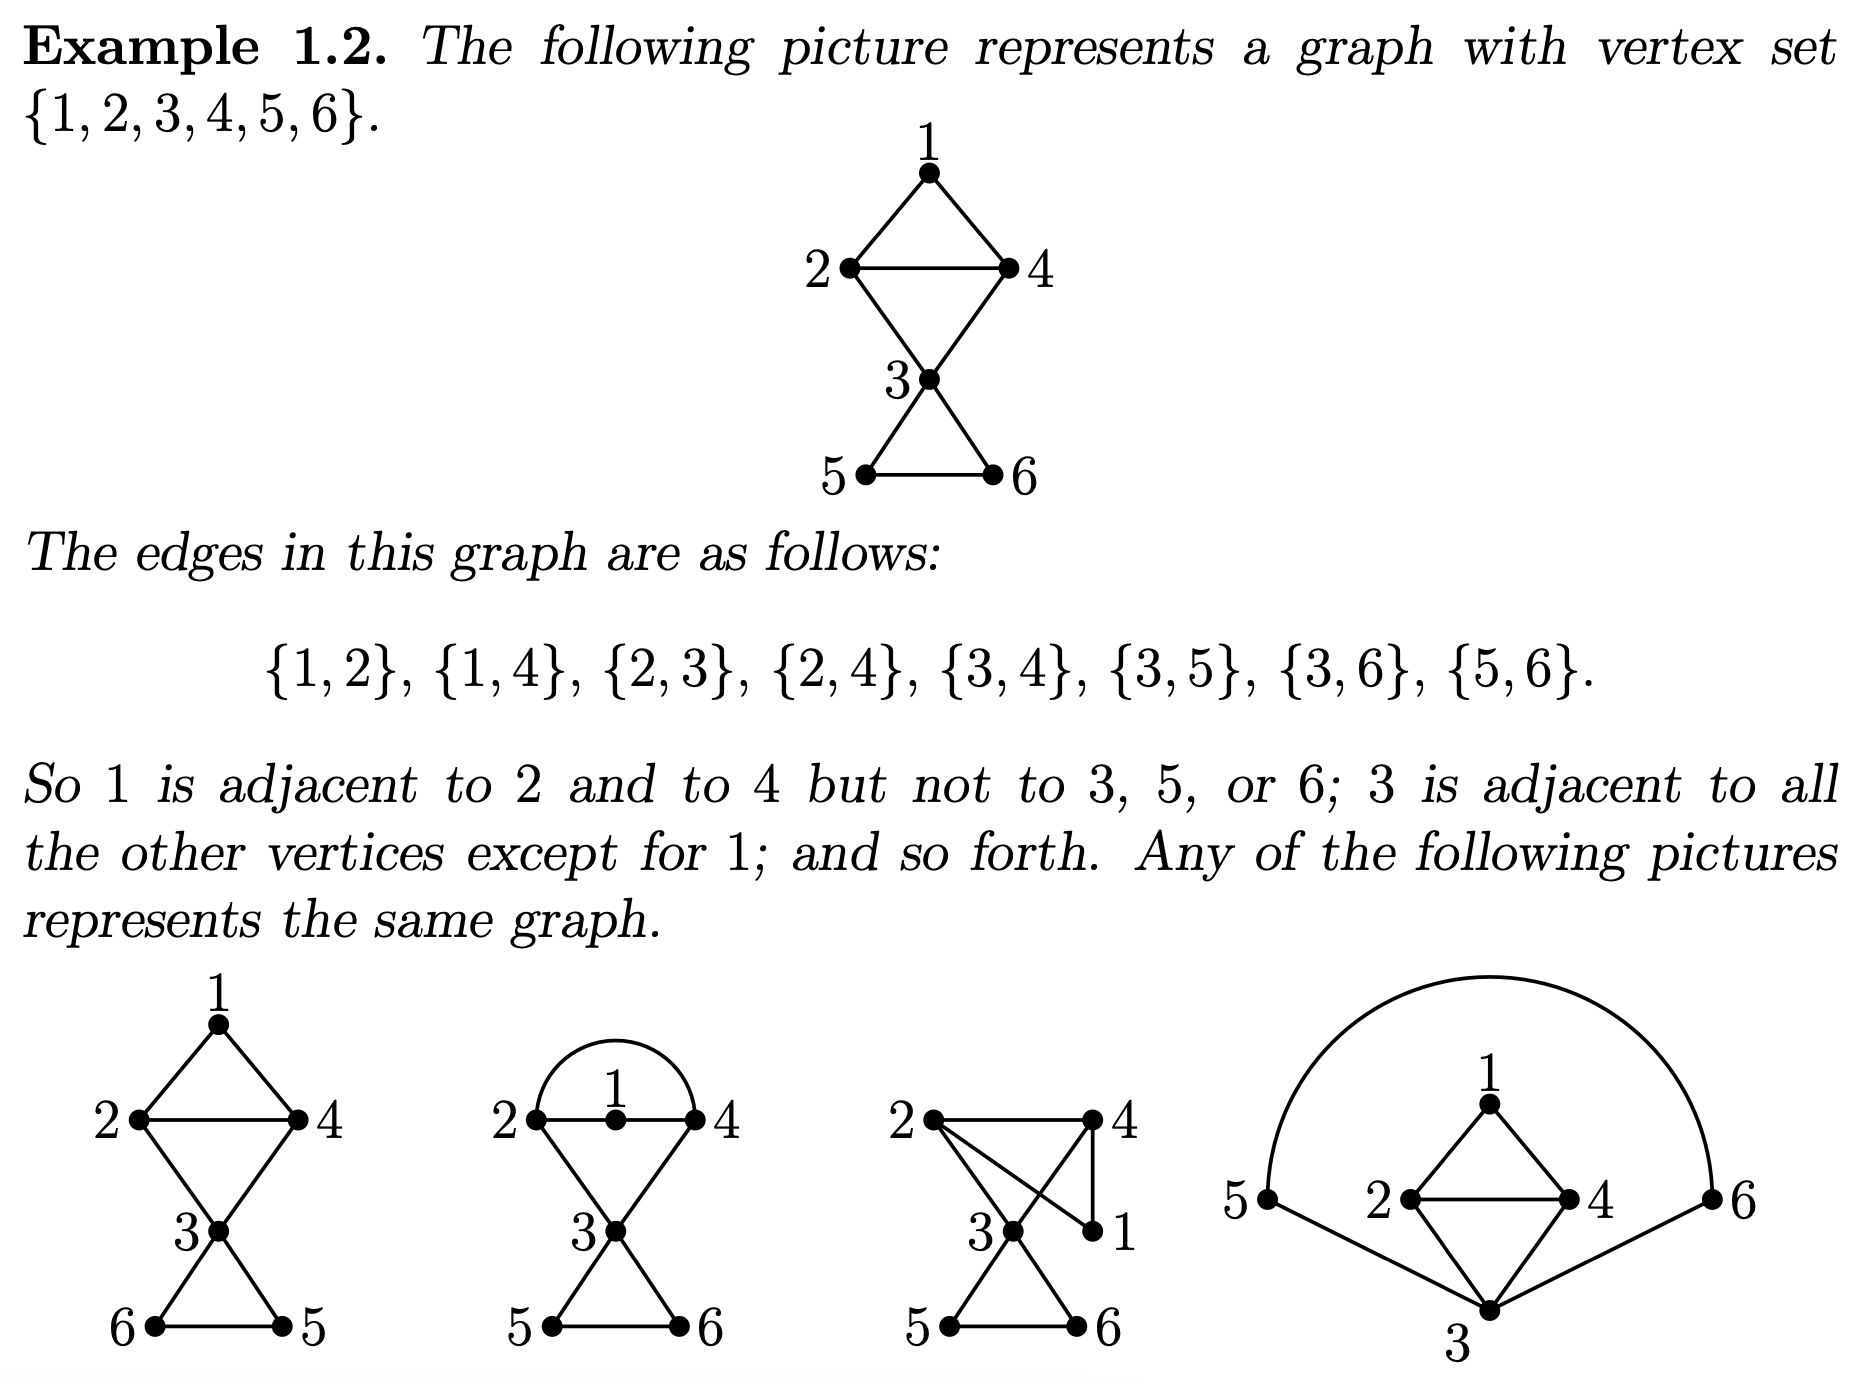 Example 1.2. The following picture represents a graph with vertex set
{1, 2, 3, 4, 5, 6}.
1
2 4
3
5 6
The edges in this graph are as follows:
{1, 2}, {1, 4}, {2, 3}, {2, 4}, {3, 4}, {3, 5}, {3, 6}, {5, 6}.
So 1 is adjacent to 2 and to 4 but not to 3, 5, or 6; 3 is adjacent to all
the other vertices except for 1; and so forth. Any of the following pictures
represents the same graph.
1
2 4
3
6 5
1
2 4
3
5 6
2 4
3 1
5 6
1
5 2 4 6
3